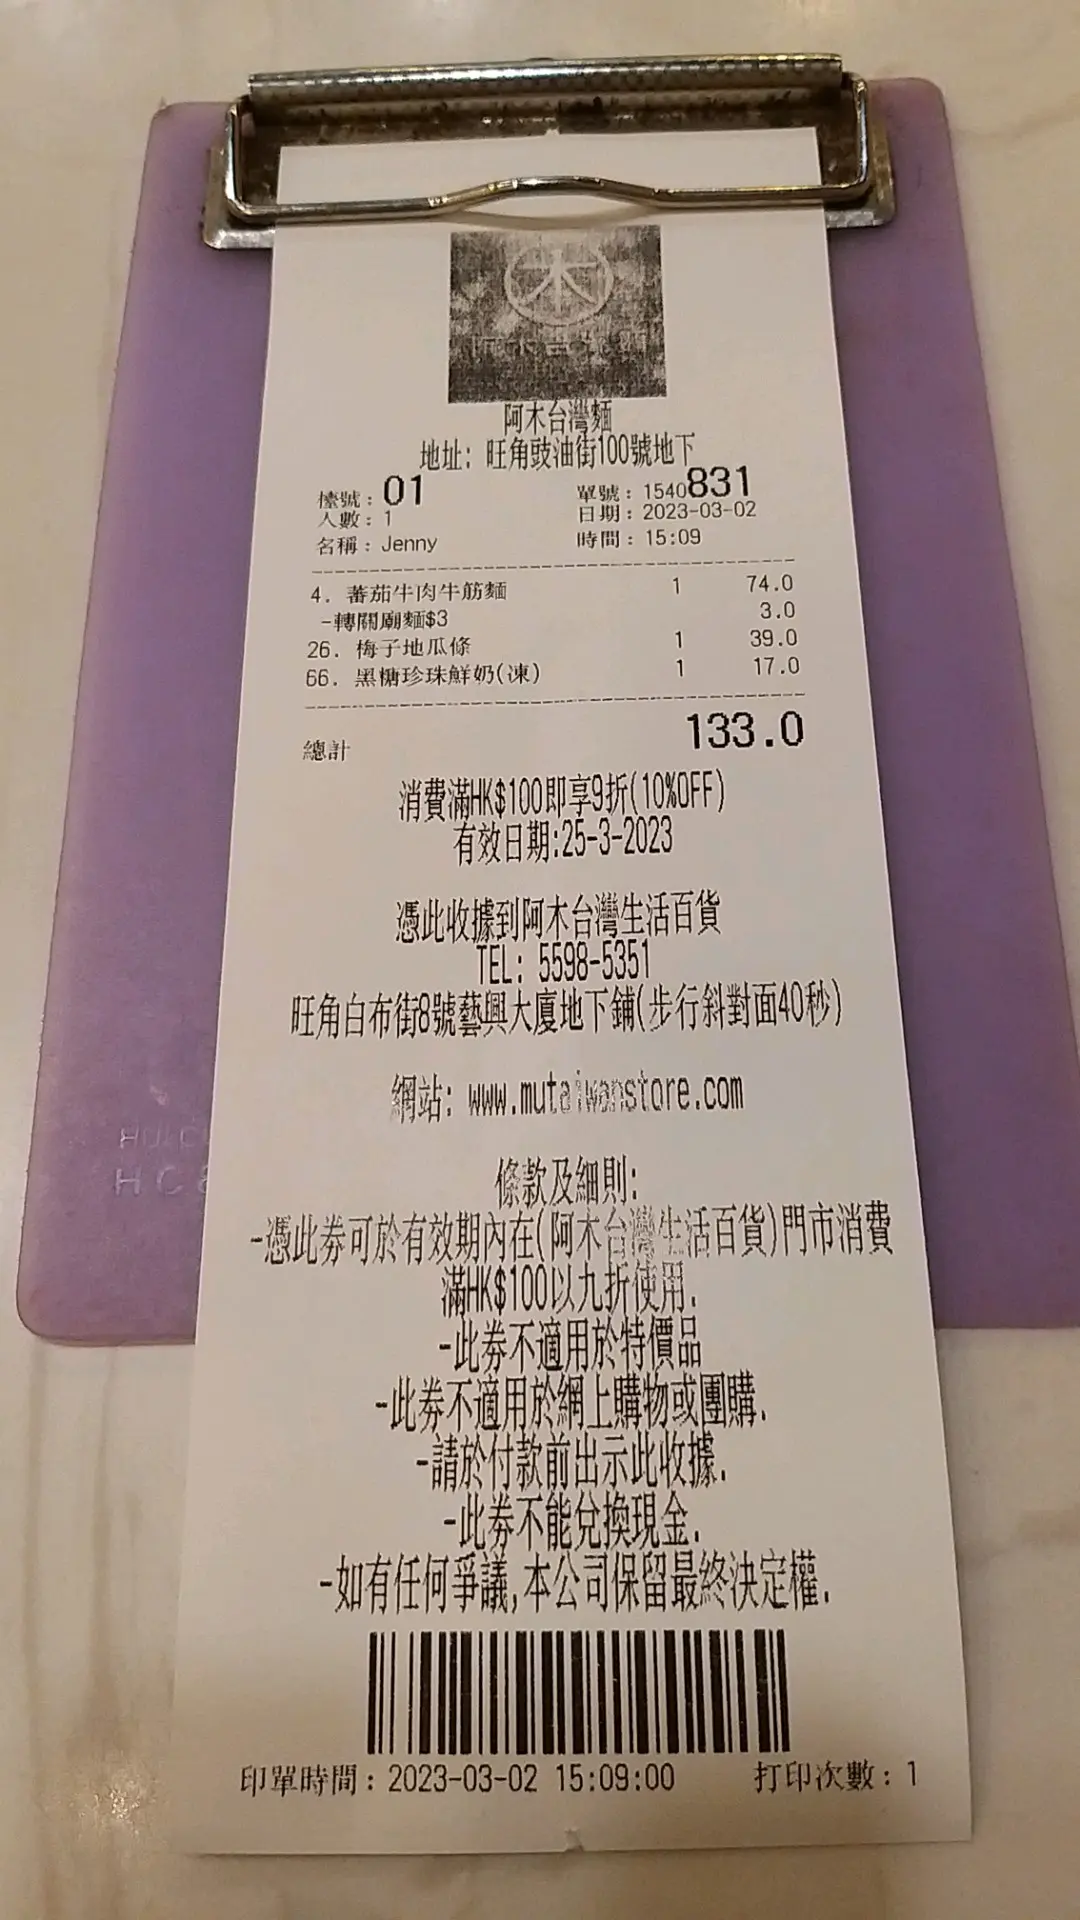 木
阿木台灣麵
阿木台灣麵
地址: 旺角豉油街100號地下
檯號: 01 單號: 1540831
人數: 1 日期: 2023-03-02
名稱: Jenny 時間: 15:09
4. 蕃茄牛肉牛筋麵 1 74.0
-轉關廟麵$3 3.0
26. 梅子地瓜條 1 39.0
66. 黑糖珍珠鮮奶(凍) 1 17.0
總計 133.0
消費滿HK$100即享9折(10%OFF)
有效日期:25-3-2023
憑此收據到阿木台灣生活百貨
TEL: 5598-5351
旺角白布街8號藝興大廈地下鋪(步行斜對面40秒)
網站: www.mutaiwanstore.com
條款及細則:
-憑此券可於有效期內在(阿木台灣生活百貨)門市消費
滿HK$100以九折使用.
-此券不適用於特價品
-此券不適用於網上購物或團購.
-請於付款前出示此收據.
-此券不能兌換現金.
-如有任何爭議,本公司保留最終決定權.
印單時間: 2023-03-02 15:09:00 打印次數: 1